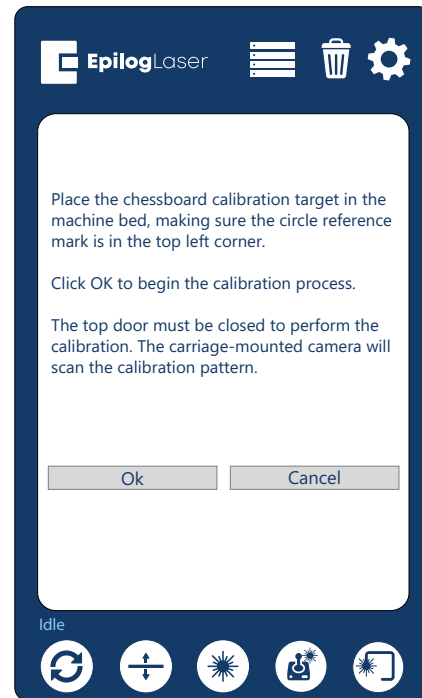 EpilogLaser
Place the chessboard calibration target in the
machine bed, making sure the circle reference
mark is in the top left corner.
Click OK to begin the calibration process.
The top door must be closed to perform the
calibration. The carriage-mounted camera will
scan the calibration pattern.
Ok Cancel
Idle